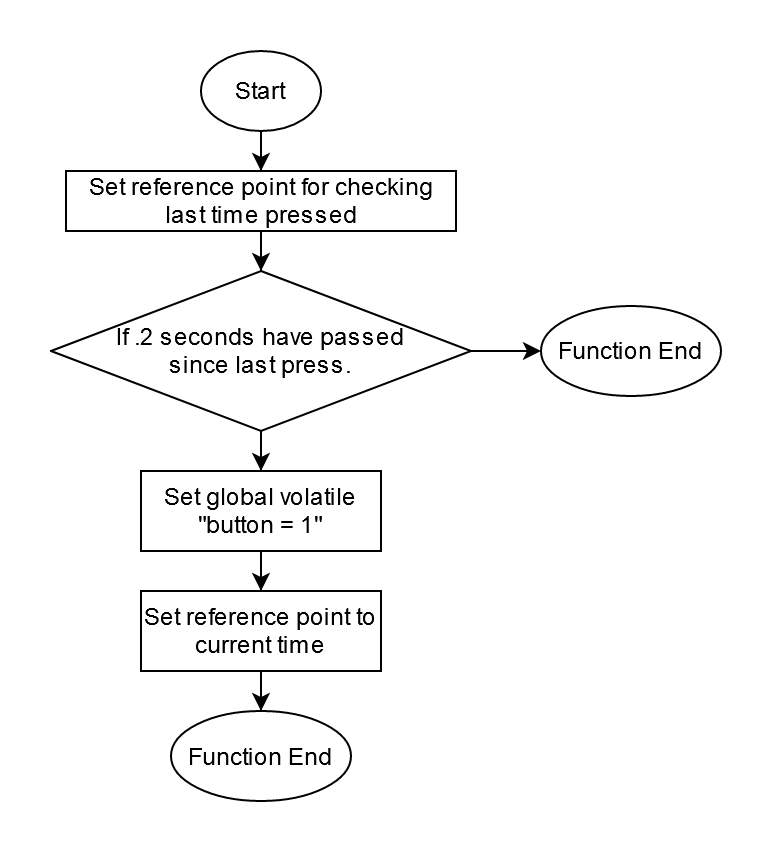 Start
Set reference point for checking
last time pressed
If .2 seconds have passed
since last press.
Function End
Set global volatile
"button = 1"
Set reference point to
current time
Function End